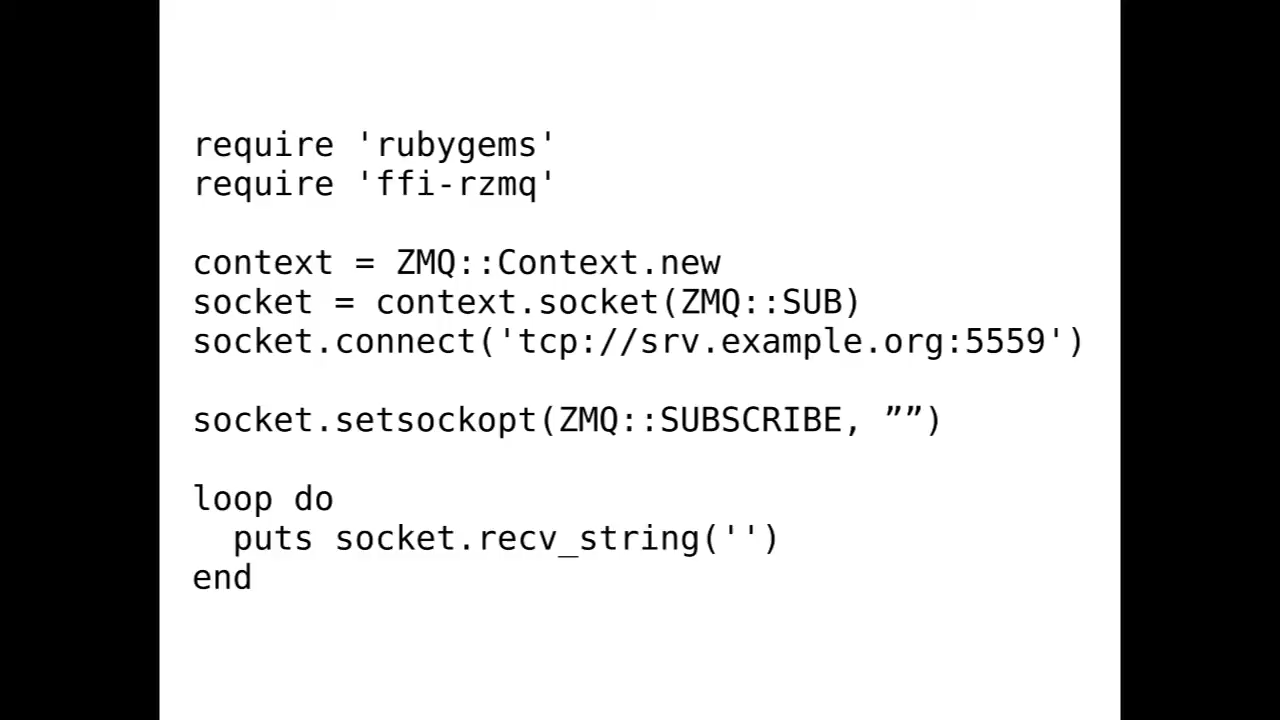 require 'rubygems'
require 'ffi-rzmq'
context = ZMQ::Context.new
socket = context.socket(ZMQ::SUB)
socket.connect('tcp://srv.example.org:5559')
socket.setsockopt(ZMQ::SUBSCRIBE, ””)
loop do
  puts socket.recv_string('')
end